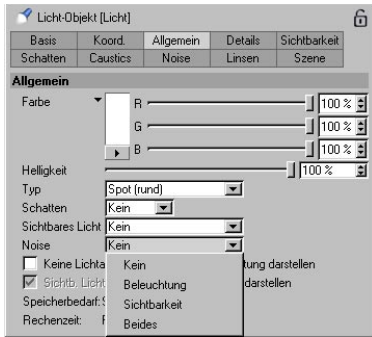 Licht-Objekt [Licht]
Basis Koord. Allgemein Details Sichtbarkeit
Schatten Caustics Noise Linsen Szene
Allgemein
Farbe R 100 %
G 100 %
B 100 %
Helligkeit 100 %
Typ Spot (rund)
Schatten Kein
Sichtbares Licht Kein
Noise Kein
Keine Lichta tung darstellen
Sichtb. Licht darstellen
Speicherbedarf:
Rechenzeit:
Kein
Beleuchtung
Sichtbarkeit
Beides